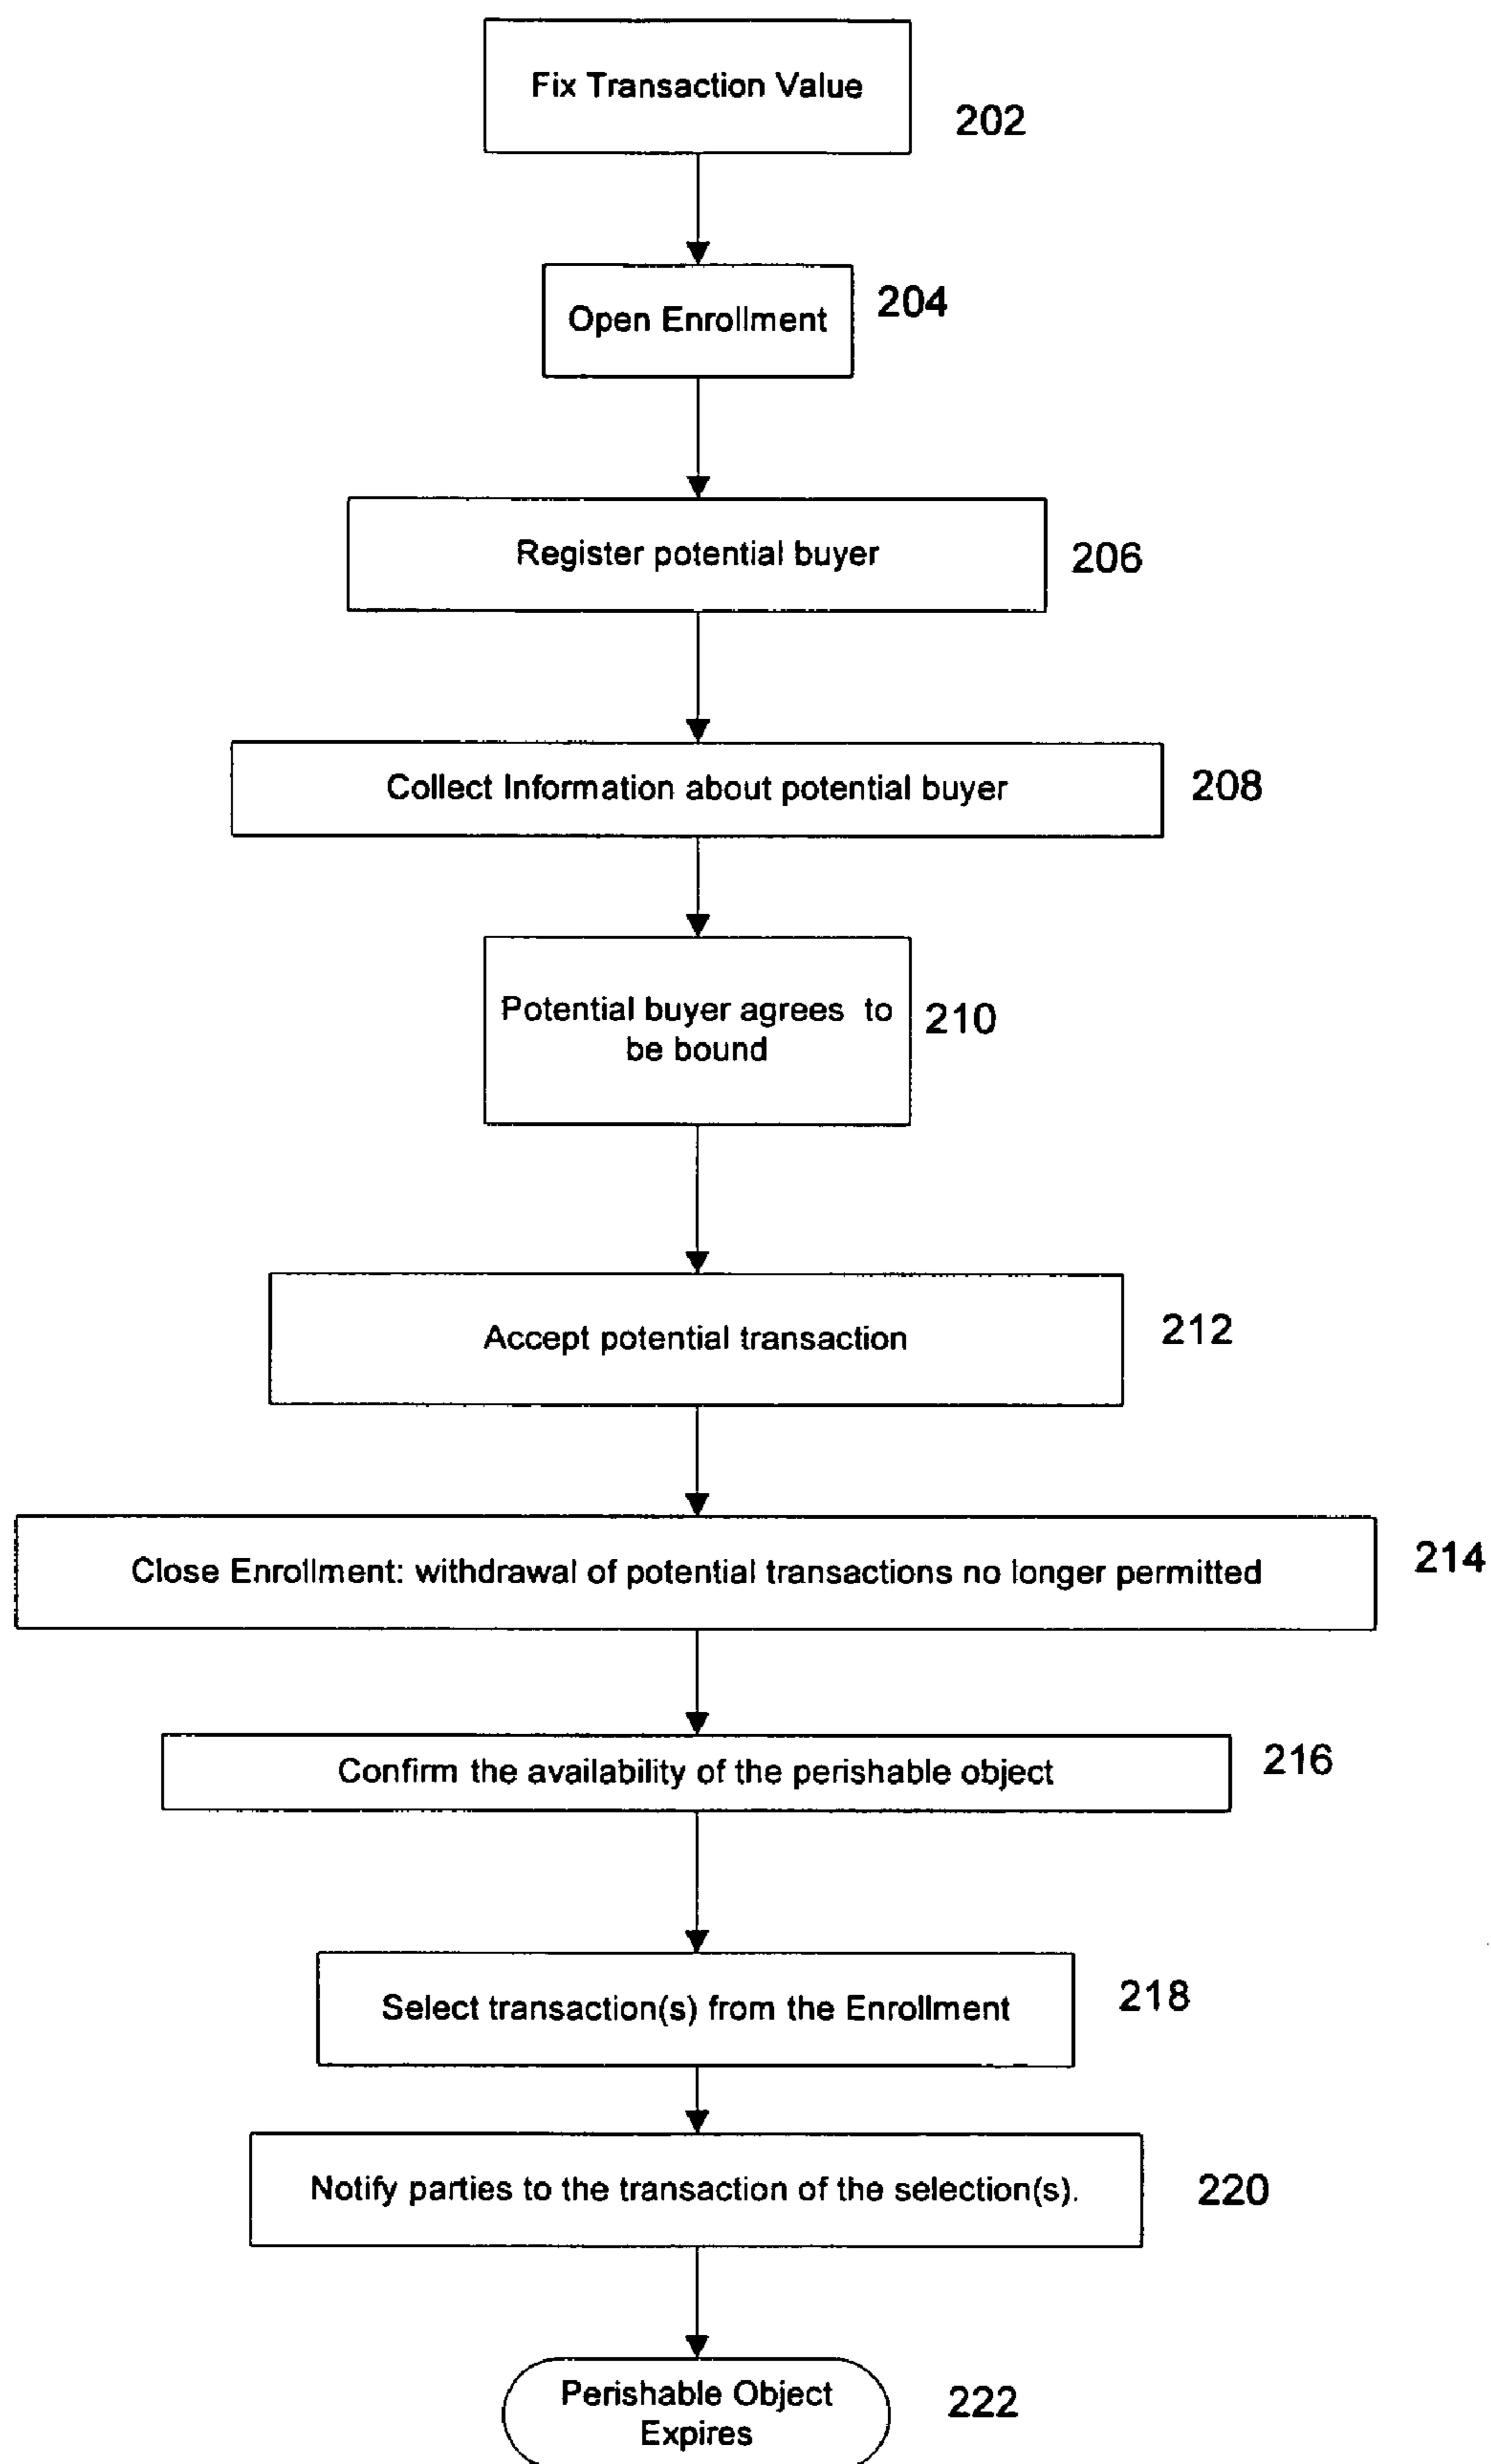 Fix Transaction Value
202
Open Enrollment
204
Register potential buyer
206
Collect Information about potential buyer
208
Potential buyer agrees to
be bound
210
Accept potential transaction
212
Close Enrollment: withdrawal of potential transactions no longer permitted
214
Confirm the availability of the perishable object
216
Select transaction(s) from the Enrollment
218
Notify parties to the transaction of the selection(s).
220
Perishable Object
Expires
222